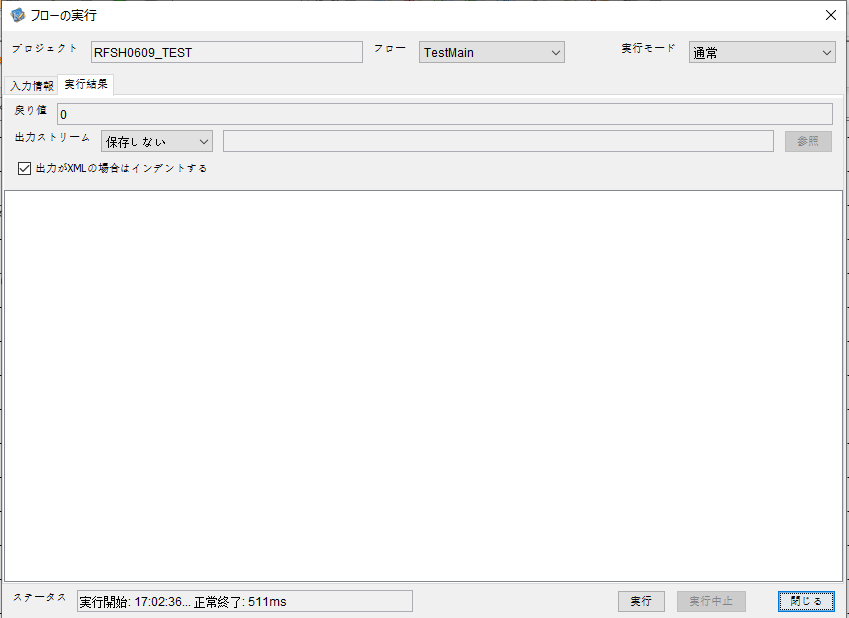 フローの実行
プロジェクト RFSH0609_TEST フロー TestMain 実行モード 通常
入力情報 実行結果
戻り値 0
出力ストリーム 保存しない 参照
出力がXMLの場合はインデントする
ステータス 実行開始: 17:02:36... 正常終了: 511ms 実行 実行中止 閉じる